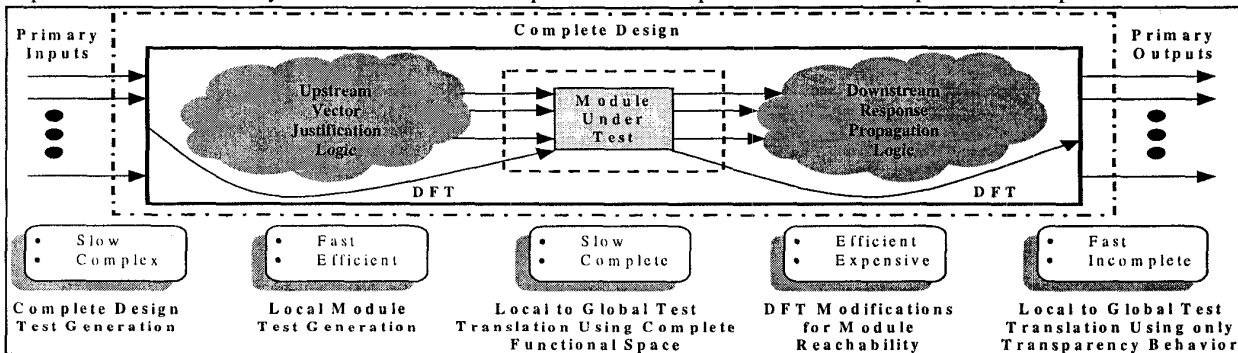 Complete Design
Primary
Inputs
Primary
Outputs
Upstream
Vector
Justification
Logic
Module
Under
Test
Downstream
Response
Propagation
Logic
DFT
DFT
• Slow
• Complex
• Fast
• Efficient
• Slow
• Complete
• Efficient
• Expensive
• Fast
• Incomplete
Complete Design
Test Generation
Local Module
Test Generation
Local to Global Test
Translation Using Complete
Functional Space
DFT Modifications
for Module
Reachability
Local to Global Test
Translation Using only
Transparency Behavior